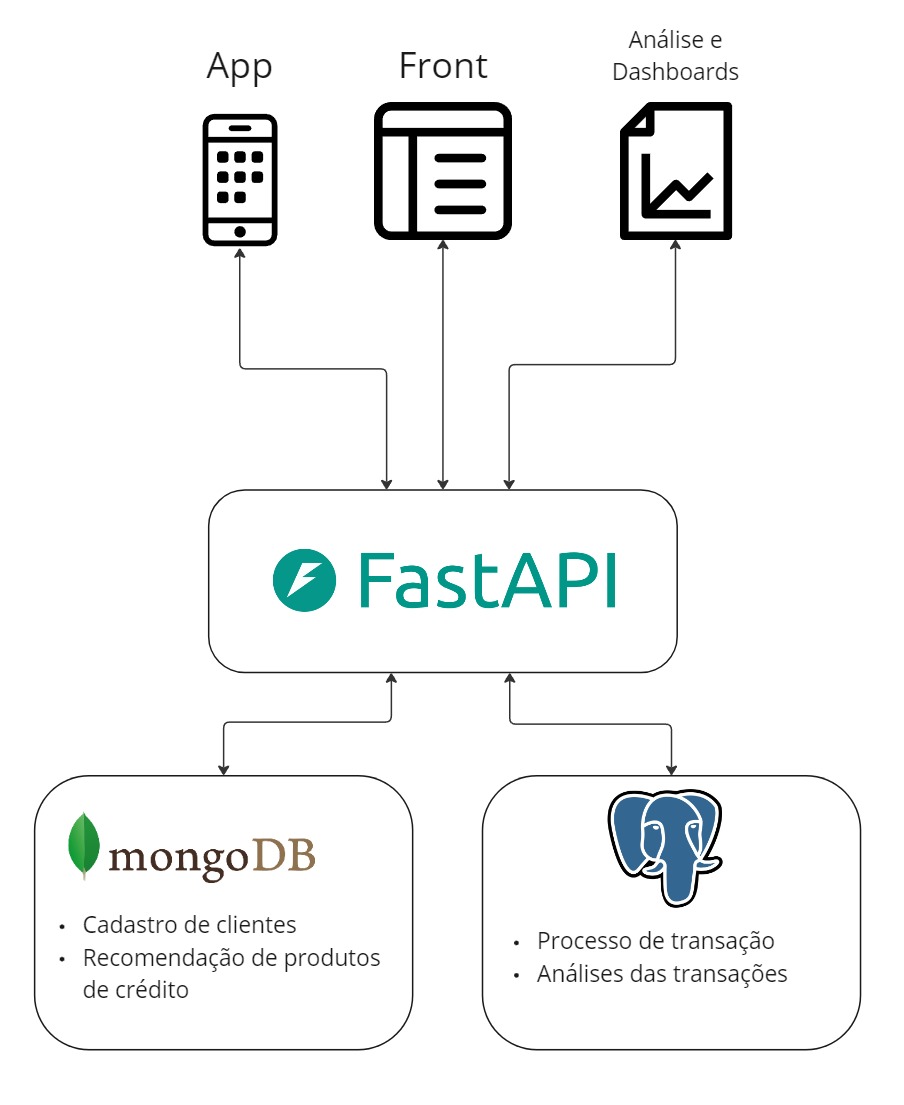 App
Front
Análise e
Dashboards
FastAPI
mongoDB
• Cadastro de clientes
• Recomendação de produtos
de crédito
• Processo de transação
• Análises das transações